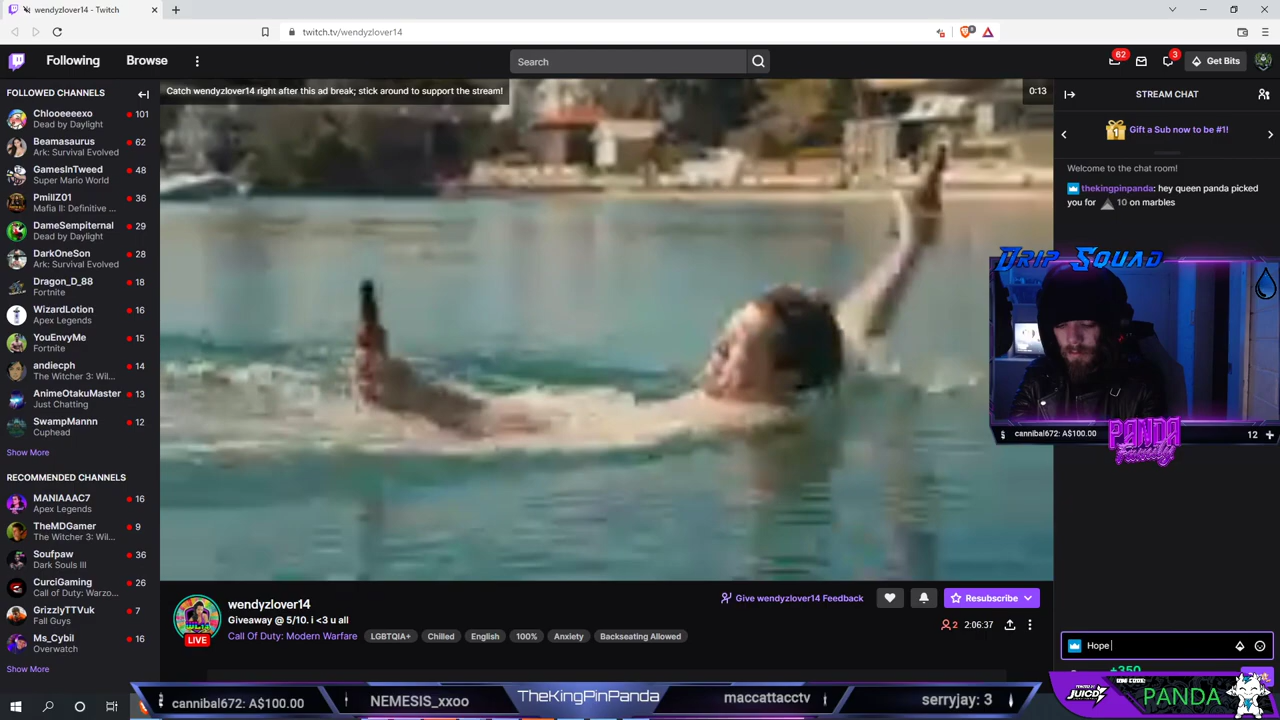 wendyzlover14 - Twitch
twitch.tv/wendyzlover14
Following
Browse
Search
62
3
Get Bits
FOLLOWED CHANNELS
Chlooeeeexo
101
Dead by Daylight
Beamasaurus
62
Ark: Survival Evolved
GamesInTweed
48
Super Mario World
PmillZ01
36
Mafia II: Definitive ...
DameSempiternal
29
Dead by Daylight
DarkOneSon
26
Ark: Survival Evolved
Dragon_D_88
18
Fortnite
WizardLotion
16
Apex Legends
YouEnvyMe
15
Fortnite
andiecph
14
The Witcher 3: Wil...
AnimeOtakuMaster
13
Just Chatting
SwampMannn
12
Cuphead
Show More
RECOMMENDED CHANNELS
MANIAAAC7
16
Apex Legends
TheMDGamer
9
The Witcher 3: Wil...
Soufpaw
36
Dark Souls III
CurciGaming
26
Call of Duty: Warzo...
GrizzlyTTVuk
7
Fall Guys
Ms_Cybil
16
Overwatch
Show More
Catch wendyzlover14 right after this ad break; stick around to support the stream!
0:13
STREAM CHAT
1
Gift a Sub now to be #1!
Welcome to the chat room!
thekingpinpanda: hey queen panda picked
you for 10 on marbles
Drip Squad
cannibal672: A$100.00
12
PANDA
Family
LIVE
wendyzlover14
Giveaway @ 5/10. i <3 u all
Call Of Duty: Modern Warfare
LGBTQIA+
Chilled
English
100%
Anxiety
Backseating Allowed
Give wendyzlover14 Feedback
Resubscribe
2
2:06:37
Hope
+350
cannibal672: A$100.00
NEMESIS_xxoo
TheKingPinPanda
maccattacctv
serryjay: 3
JUICD
USE CODE:
PANDA